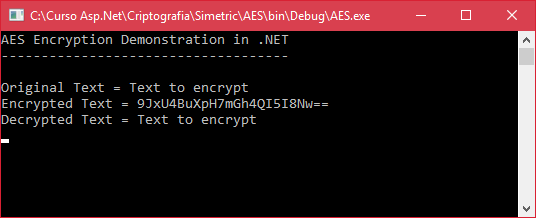 C:\Curso Asp.Net\Criptografia\Simetric\AES\bin\Debug\AES.exe
AES Encryption Demonstration in .NET
------------------------------------
Original Text = Text to encrypt
Encrypted Text = 9JxU4BuXpH7mGh4QI5I8Nw==
Decrypted Text = Text to encrypt